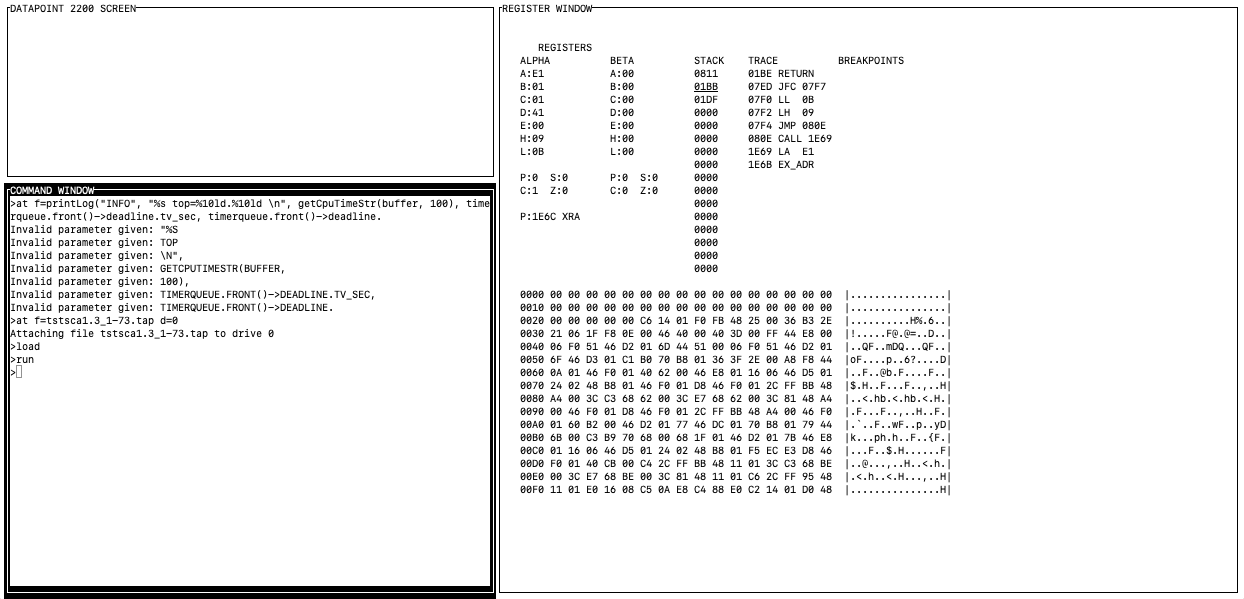 DATAPOINT 2200 SCREEN
COMMAND WINDOW
>at f=printLog("INFO", "%s top=%10ld.%10ld \n", getCpuTimeStr(buffer, 100), time
rqueue.front()->deadline.tv_sec, timerqueue.front()->deadline.
Invalid parameter given: "%S
Invalid parameter given: TOP
Invalid parameter given: \N",
Invalid parameter given: GETCPUTIMESTR(BUFFER,
Invalid parameter given: 100),
Invalid parameter given: TIMERQUEUE.FRONT()->DEADLINE.TV_SEC,
Invalid parameter given: TIMERQUEUE.FRONT()->DEADLINE.
>at f=tstsca1.3_1-73.tap d=0
Attaching file tstsca1.3_1-73.tap to drive 0
>load
>run
>
REGISTER WINDOW
REGISTERS
ALPHA BETA STACK TRACE BREAKPOINTS
A:E1 A:00 0811 01BE RETURN
B:01 B:00 01BB 07ED JFC 07F7
C:01 C:00 01DF 07F0 LL 0B
D:41 D:00 0000 07F2 LH 09
E:00 E:00 0000 07F4 JMP 080E
H:09 H:00 0000 080E CALL 1E69
L:0B L:00 0000 1E69 LA E1
0000 1E6B EX_ADR
P:0 S:0 P:0 S:0 0000
C:1 Z:0 C:0 Z:0 0000
0000
P:1E6C XRA 0000
0000
0000
0000
0000
0000 00 00 00 00 00 00 00 00 00 00 00 00 00 00 00 00 |................|
0010 00 00 00 00 00 00 00 00 00 00 00 00 00 00 00 00 |................|
0020 00 00 00 00 00 C6 14 01 F0 FB 48 25 00 36 B3 2E |..........H%.6..|
0030 21 06 1F F8 0E 00 46 40 00 40 3D 00 FF 44 E8 00 |!.....F@.@=..D..|
0040 06 F0 51 46 D2 01 6D 44 51 00 06 F0 51 46 D2 01 |..QF..mDQ...QF..|
0050 6F 46 D3 01 C1 B0 70 B8 01 36 3F 2E 00 A8 F8 44 |oF....p..6?....D|
0060 0A 01 46 F0 01 40 62 00 46 E8 01 16 06 46 D5 01 |..F..@b.F....F..|
0070 24 02 48 B8 01 46 F0 01 D8 46 F0 01 2C FF BB 48 |$.H..F...F..,..H|
0080 A4 00 3C C3 68 62 00 3C E7 68 62 00 3C 81 48 A4 |..<.hb.<.hb.<.H.|
0090 00 46 F0 01 D8 46 F0 01 2C FF BB 48 A4 00 46 F0 |.F...F..,..H..F.|
00A0 01 60 B2 00 46 D2 01 77 46 DC 01 70 B8 01 79 44 |.`..F..wF..p..yD|
00B0 6B 00 C3 B9 70 68 00 68 1F 01 46 D2 01 7B 46 E8 |k...ph.h..F..{F.|
00C0 01 16 06 46 D5 01 24 02 48 B8 01 F5 EC E3 D8 46 |...F..$.H......F|
00D0 F0 01 40 CB 00 C4 2C FF BB 48 11 01 3C C3 68 BE |..@...,..H..<.h.|
00E0 00 3C E7 68 BE 00 3C 81 48 11 01 C6 2C FF 95 48 |.<.h..<.H...,..H|
00F0 11 01 E0 16 08 C5 0A E8 C4 88 E0 C2 14 01 D0 48 |...............H|